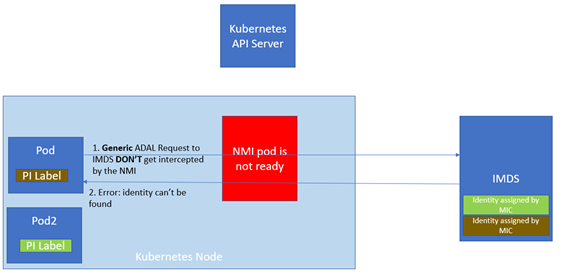 Kubernetes
API Server
Pod
PI Label
1. Generic ADAL Request to
IMDS DON'T get intercepted
by the NMI
2. Error: identity can't be
found
NMI pod is
not ready
Pod2
PI Label
Kubernetes Node
IMDS
Identity assigned by
MIC
Identity assigned by
MIC